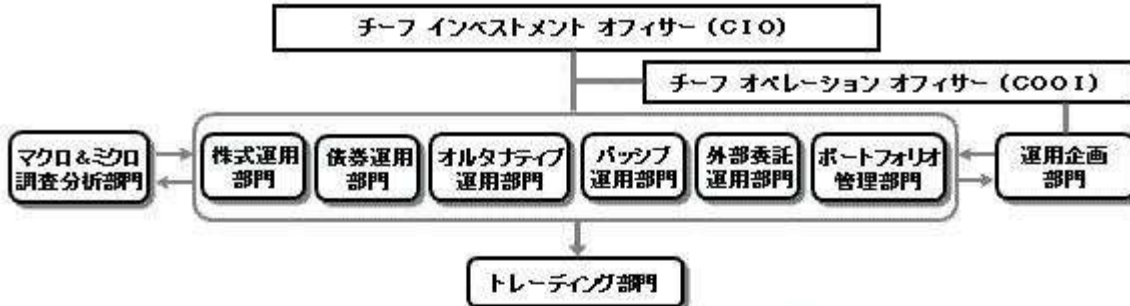 チーフ インベストメント オフィサー (CIO)
チーフ オペレーション オフィサー (COOI)
マクロ&ミクロ
調査分析部門
株式運用
部門
債券運用
部門
オルタナティブ
運用部門
パッシブ
運用部門
外部委託
運用部門
ポートフォリオ
管理部門
運用企画
部門
トレーディング部門